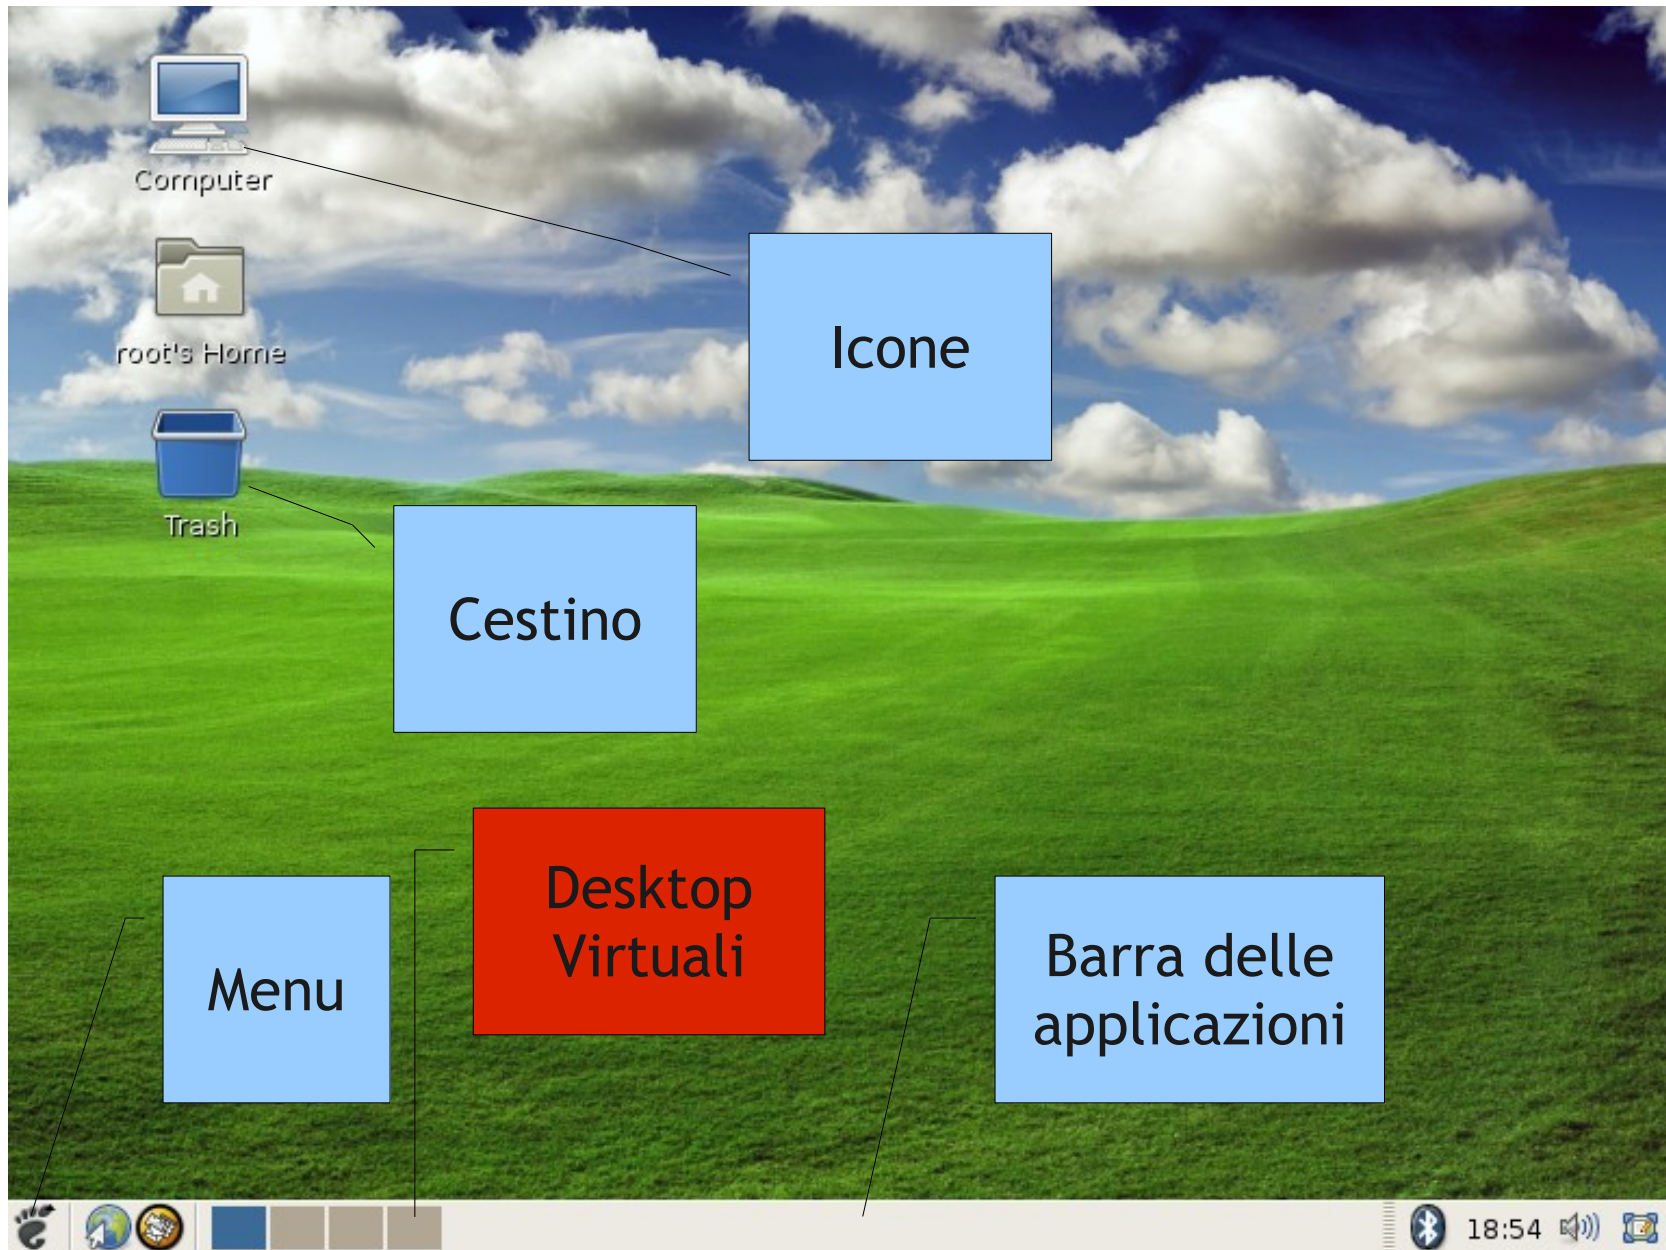 Computer
root's Home
Icone
Trash
Cestino
Desktop
Virtuali
Menu
Barra delle
applicazioni
18:54